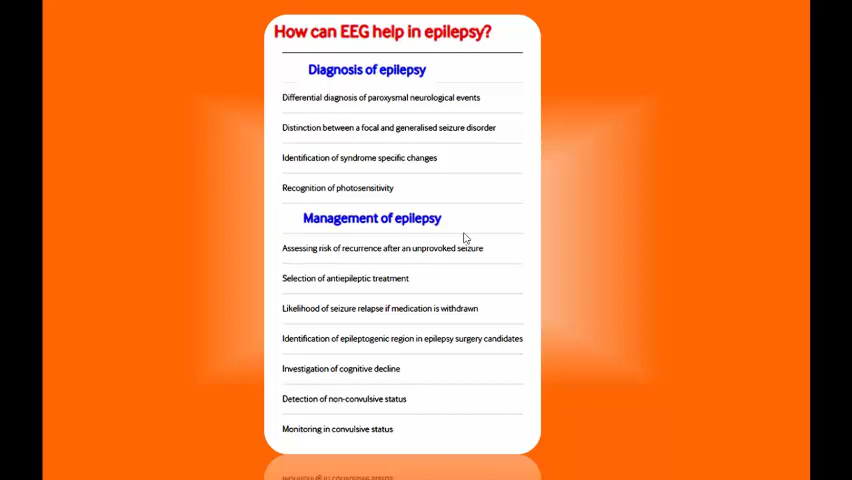 How can EEG help in epilepsy?
Diagnosis of epilepsy
Differential diagnosis of paroxysmal neurological events
Distinction between a focal and generalised seizure disorder
Identification of syndrome specific changes
Recognition of photosensitivity
Management of epilepsy
Assessing risk of recurrence after an unprovoked seizure
Selection of antiepileptic treatment
Likelihood of seizure relapse if medication is withdrawn
Identification of epileptogenic region in epilepsy surgery candidates
Investigation of cognitive decline
Detection of non-convulsive status
Monitoring in convulsive status